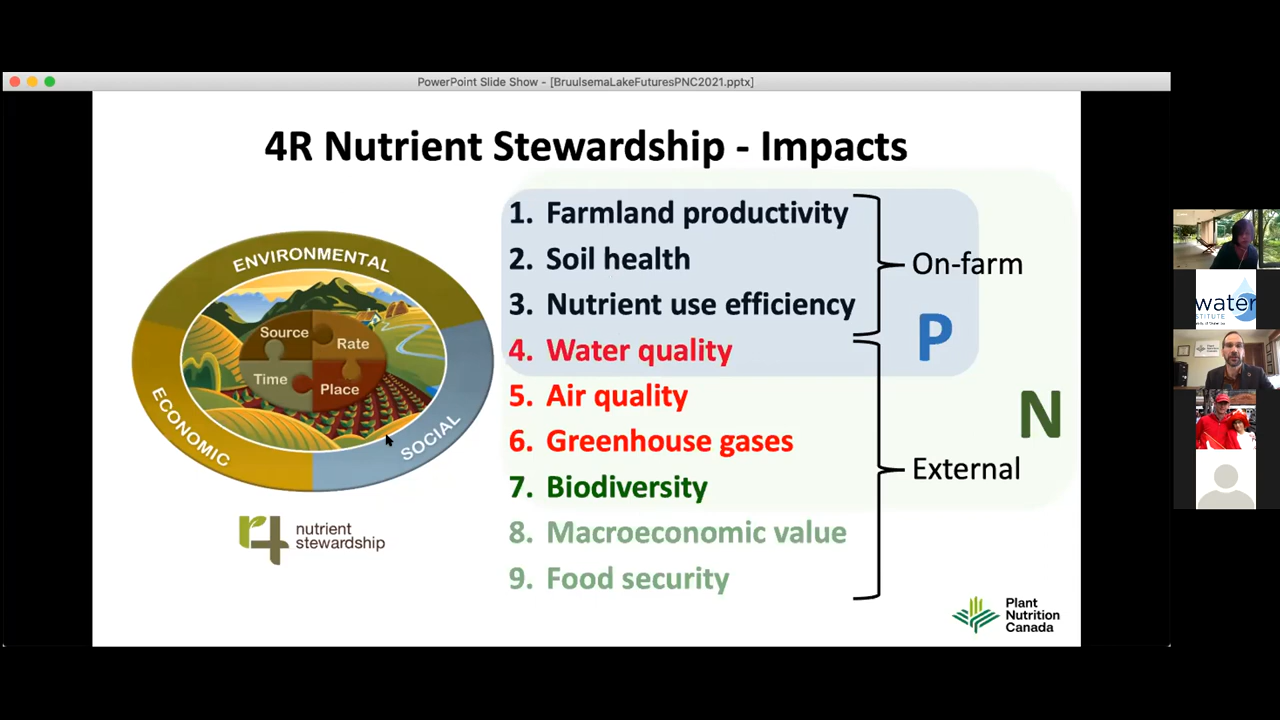 PowerPoint Slide Show - [BruulsemaLakeFuturesPNC2021.pptx]
4R Nutrient Stewardship - Impacts
ENVIRONMENTAL
ECONOMIC
SOCIAL
Source
Rate
Time
Place
r4 nutrient
stewardship
1. Farmland productivity
2. Soil health
3. Nutrient use efficiency
4. Water quality
5. Air quality
6. Greenhouse gases
7. Biodiversity
8. Macroeconomic value
9. Food security
On-farm
P
N
External
Plant
Nutrition
Canada
water